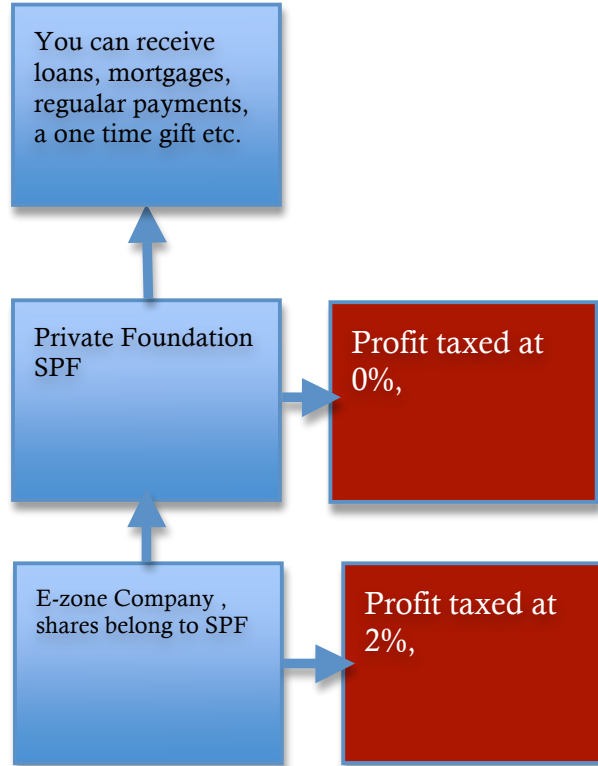 You can receive
loans, mortgages,
regualar payments,
a one time gift etc.
Private Foundation
SPF
Profit taxed at
0%,
E-zone Company ,
shares belong to SPF
Profit taxed at
2%,